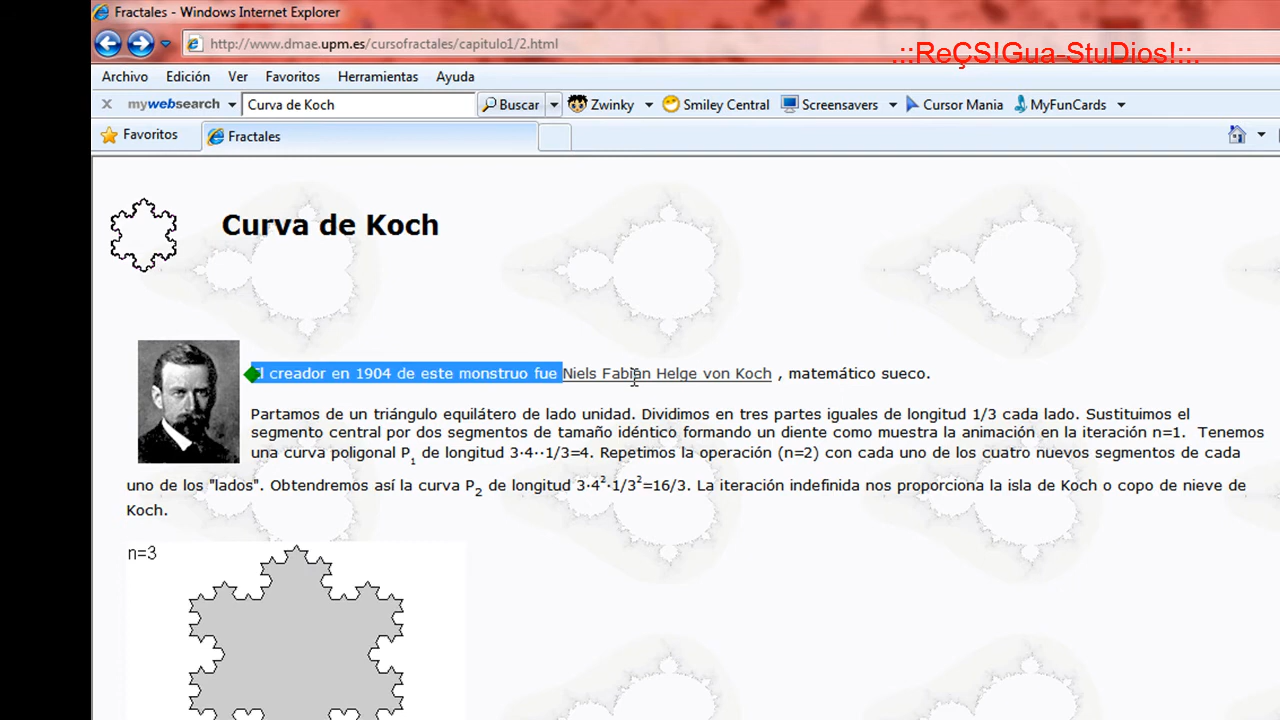 Fractales - Windows Internet Explorer
http://www.dmae.upm.es/cursofractales/capitulo1/2.html
.::ReÇS!Gua-StuDios!::.
Archivo Edición Ver Favoritos Herramientas Ayuda
x mywebsearch Curva de Koch Buscar Zwinky Smiley Central Screensavers Cursor Mania MyFunCards
Favoritos Fractales
Curva de Koch
El creador en 1904 de este monstruo fue Niels Fabian Helge von Koch , matemático sueco.
Partamos de un triángulo equilátero de lado unidad. Dividimos en tres partes iguales de longitud 1/3 cada lado. Sustituimos el
segmento central por dos segmentos de tamaño idéntico formando un diente como muestra la animación en la iteración n=1. Tenemos
una curva poligonal P₁ de longitud 3·4··1/3=4. Repetimos la operación (n=2) con cada uno de los cuatro nuevos segmentos de cada
uno de los "lados". Obtendremos así la curva P₂ de longitud 3·4²·1/3²=16/3. La iteración indefinida nos proporciona la isla de Koch o copo de nieve de
Koch.
n=3